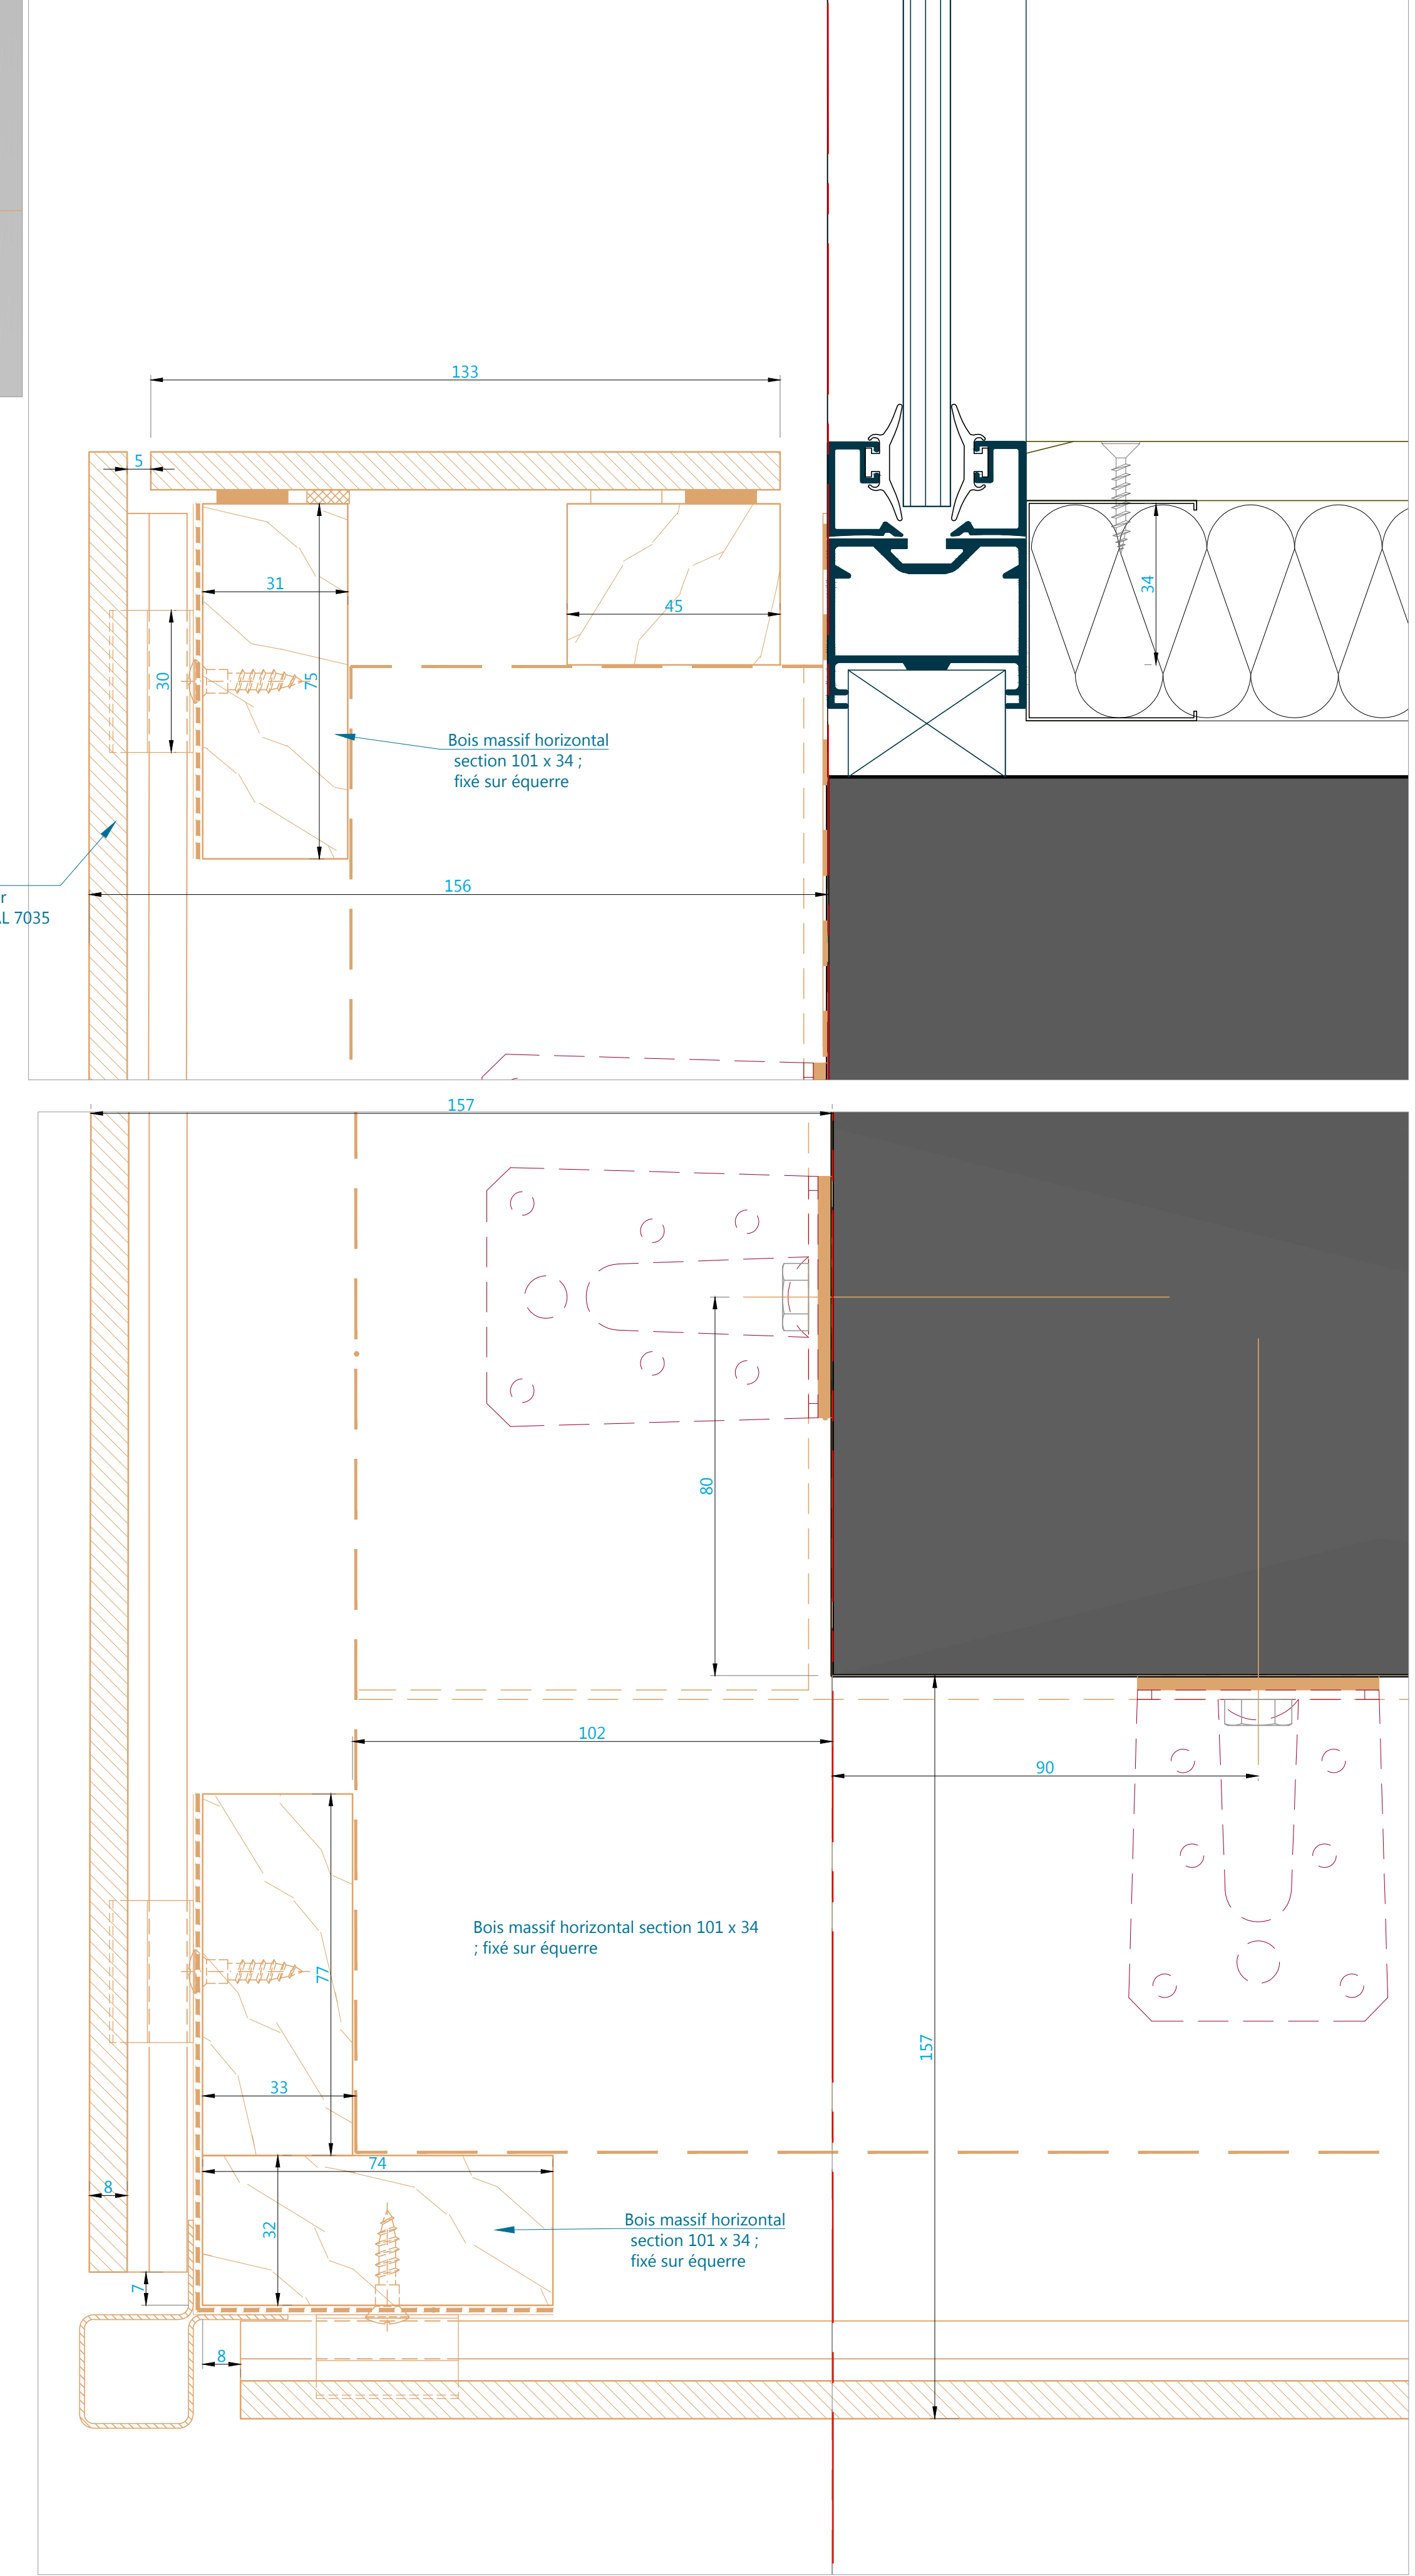 133
5
31
45
34
30
75
Bois massif horizontal
section 101 x 34 ;
fixé sur équerre
156
r
L 7035
157
80
102
90
Bois massif horizontal section 101 x 34
; fixé sur équerre
77
157
33
74
8
32
Bois massif horizontal
section 101 x 34 ;
fixé sur équerre
7
8